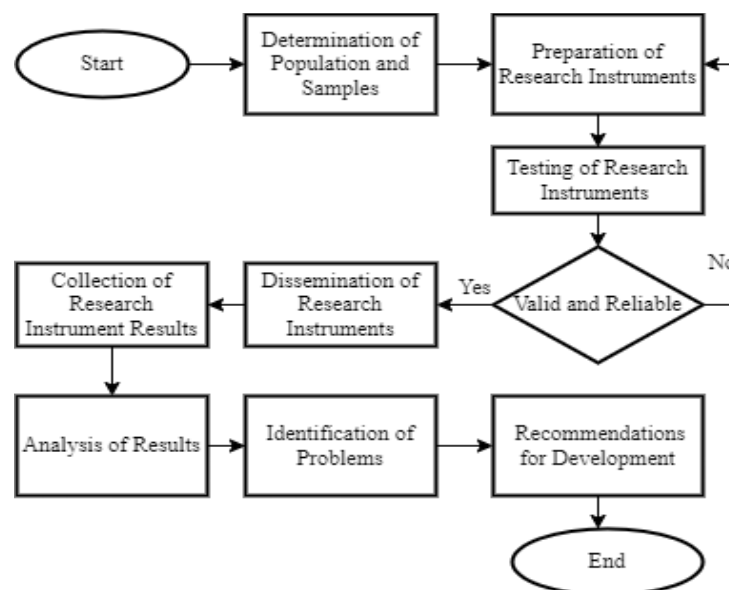 Start
Determination of
Population and
Samples
Preparation of
Research Instruments
Testing of Research
Instruments
Valid and Reliable
No
Yes
Dissemination of
Research
Instruments
Collection of
Research
Instrument Results
Analysis of Results
Identification of
Problems
Recommendations
for Development
End